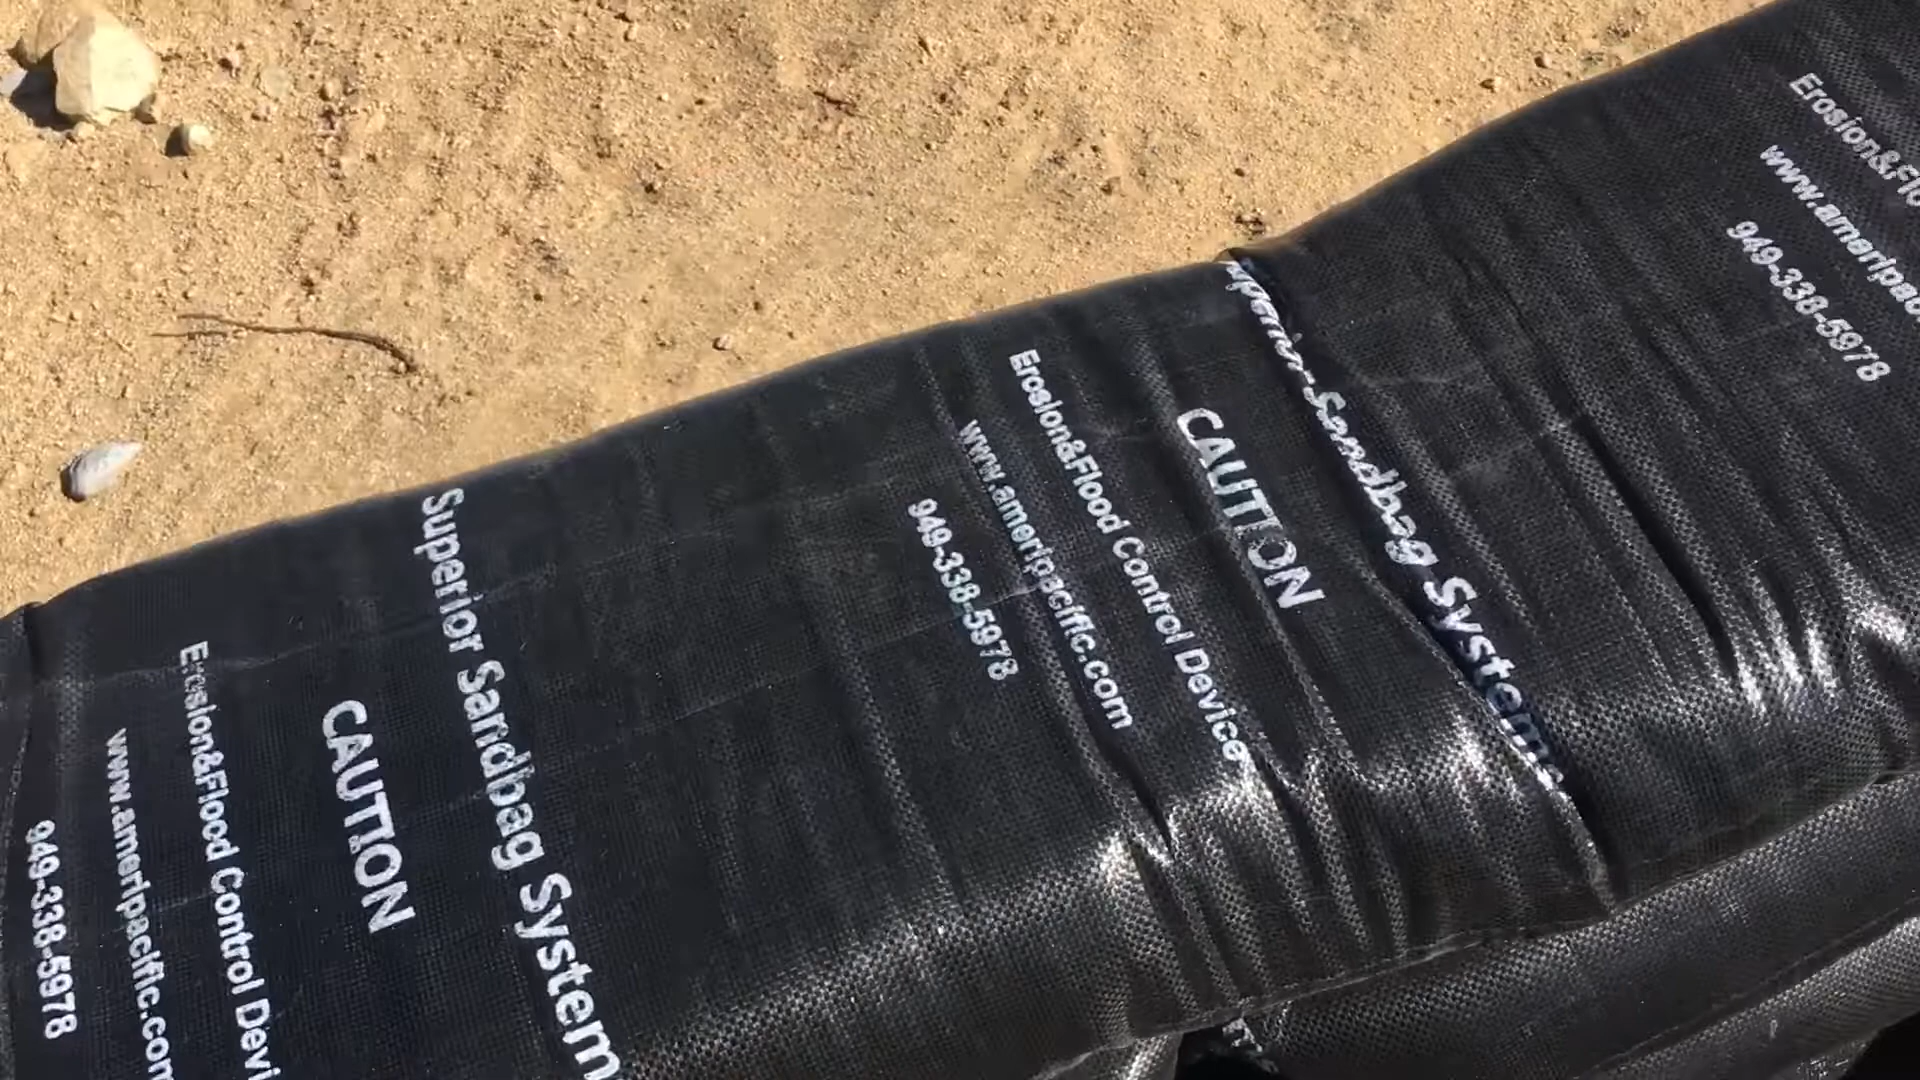 Superior Sandbag System
CAUTION
Erosion&Flood Control Devi
www.ameripacific.com
949-338-5978
Superior Sandbag System
CAUTION
Erosion&Flood Control Device
www.ameripacific.com
949-338-5978
Erosion&Flo
www.ameripac
949-338-5978